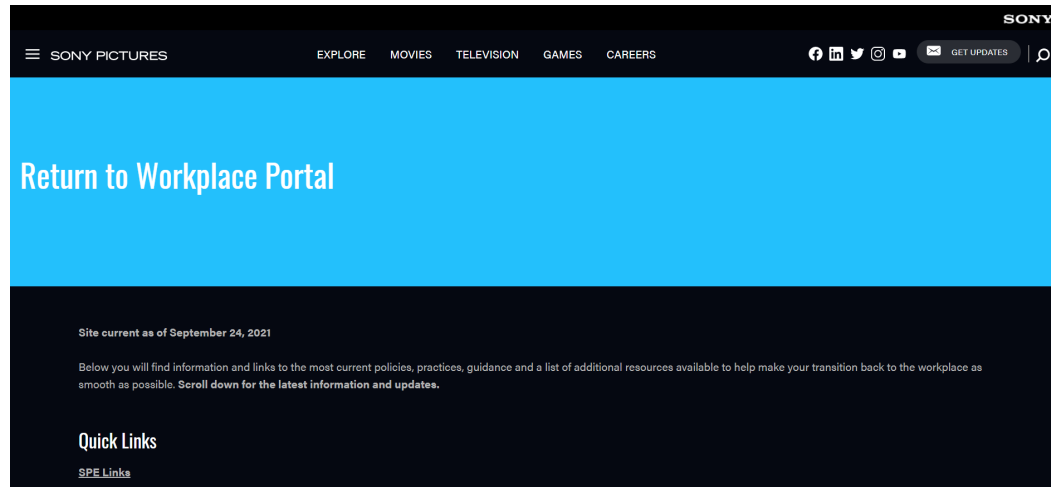 SONY
SONY PICTURES EXPLORE MOVIES TELEVISION GAMES CAREERS GET UPDATES
Return to Workplace Portal
Site current as of September 24, 2021
Below you will find information and links to the most current policies, practices, guidance and a list of additional resources available to help make your transition back to the workplace as
smooth as possible. Scroll down for the latest information and updates.
Quick Links
SPE Links